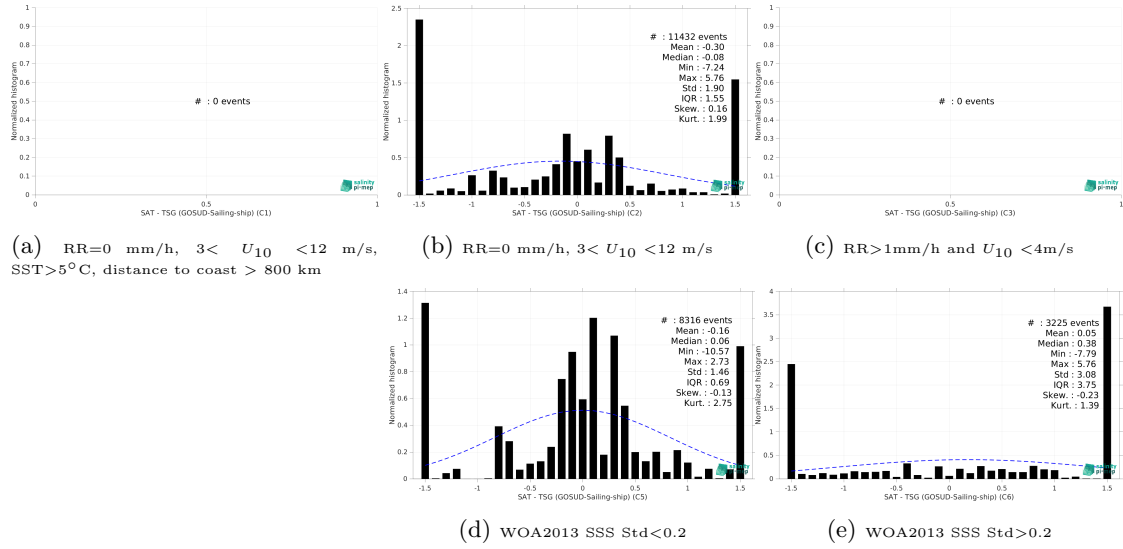 1
0.9
0.8
0.7
0.6
0.5
0.4
0.3
0.2
0.1
0
Normalized histogram
# : 0 events
salinity
pi-mep
0 0.5 1
SAT - TSG (GOSUD-Sailing-ship) (C1)
(a) RR=0 mm/h, 3< U10 <12 m/s,
SST>5°C, distance to coast > 800 km
2.5
2
1.5
1
0.5
0
Normalized histogram
# : 11432 events
Mean : -0.30
Median : -0.08
Min : -7.24
Max : 5.76
Std : 1.90
IQR : 1.55
Skew. : 0.16
Kurt. : 1.99
salinity
pi-mep
-1.5 -1 -0.5 0 0.5 1 1.5
SAT - TSG (GOSUD-Sailing-ship) (C2)
(b) RR=0 mm/h, 3< U10 <12 m/s
1
0.9
0.8
0.7
0.6
0.5
0.4
0.3
0.2
0.1
0
Normalized histogram
# : 0 events
salinity
pi-mep
0 0.5 1
SAT - TSG (GOSUD-Sailing-ship) (C3)
(c) RR>1mm/h and U10 <4m/s
1.4
1.2
1
0.8
0.6
0.4
0.2
0
Normalized histogram
# : 8316 events
Mean : -0.16
Median : 0.06
Min : -10.57
Max : 2.73
Std : 1.46
IQR : 0.69
Skew. : -0.13
Kurt. : 2.75
salinity
pi-mep
-1.5 -1 -0.5 0 0.5 1 1.5
SAT - TSG (GOSUD-Sailing-ship) (C5)
(d) WOA2013 SSS Std<0.2
4
3.5
3
2.5
2
1.5
1
0.5
0
Normalized histogram
# : 3225 events
Mean : 0.05
Median : 0.38
Min : -7.79
Max : 5.76
Std : 3.08
IQR : 3.75
Skew. : -0.23
Kurt. : 1.39
salinity
pi-mep
-1.5 -1 -0.5 0 0.5 1 1.5
SAT - TSG (GOSUD-Sailing-ship) (C6)
(e) WOA2013 SSS Std>0.2